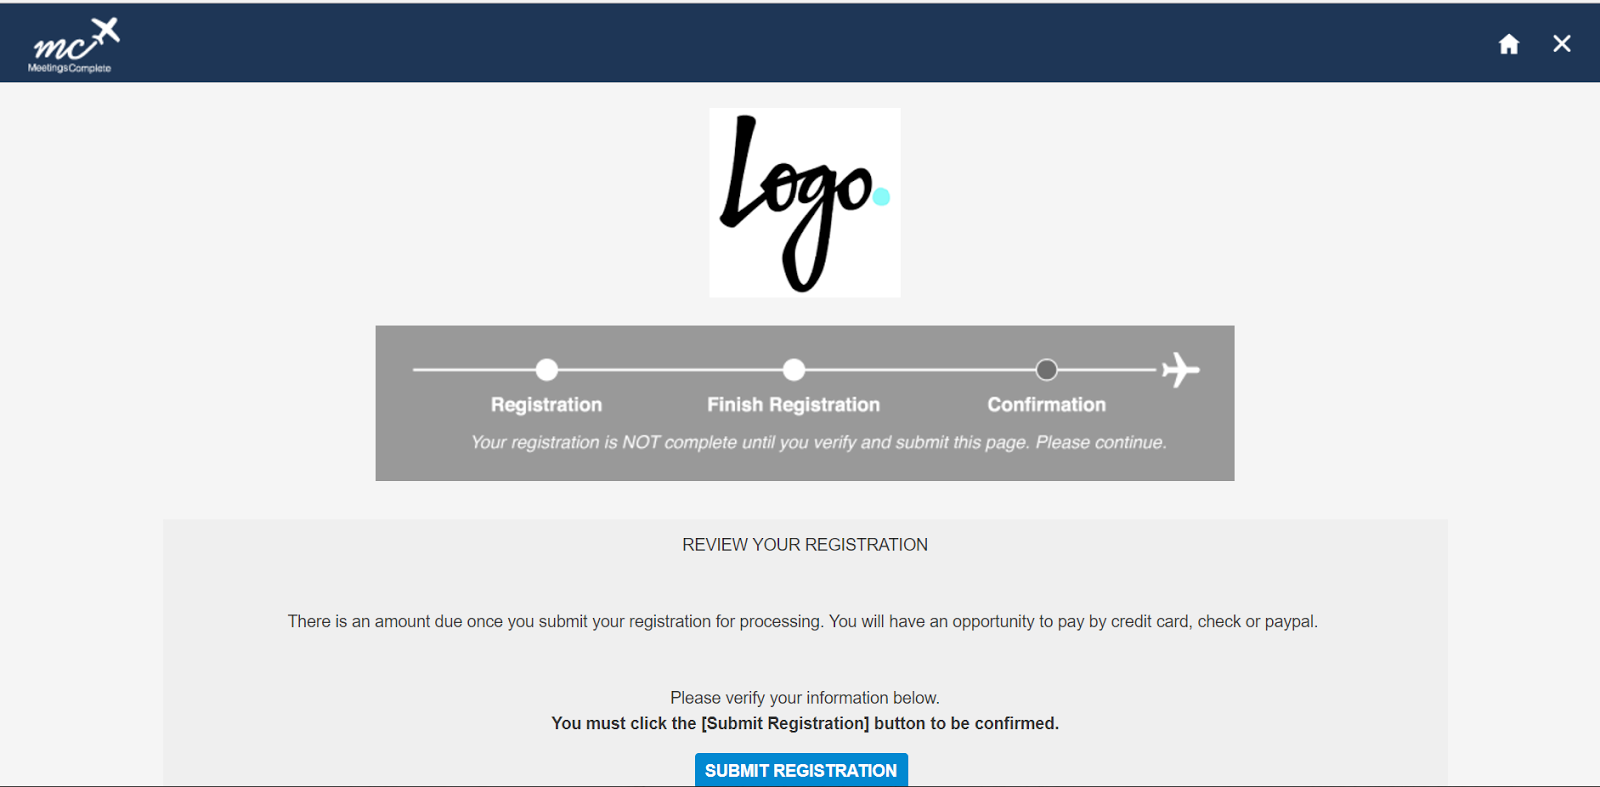 mc
MeetingsComplete
Logo.
Registration
Finish Registration
Confirmation
Your registration is NOT complete until you verify and submit this page. Please continue.
REVIEW YOUR REGISTRATION
There is an amount due once you submit your registration for processing. You will have an opportunity to pay by credit card, check or paypal.
Please verify your information below.
You must click the [Submit Registration] button to be confirmed.
SUBMIT REGISTRATION